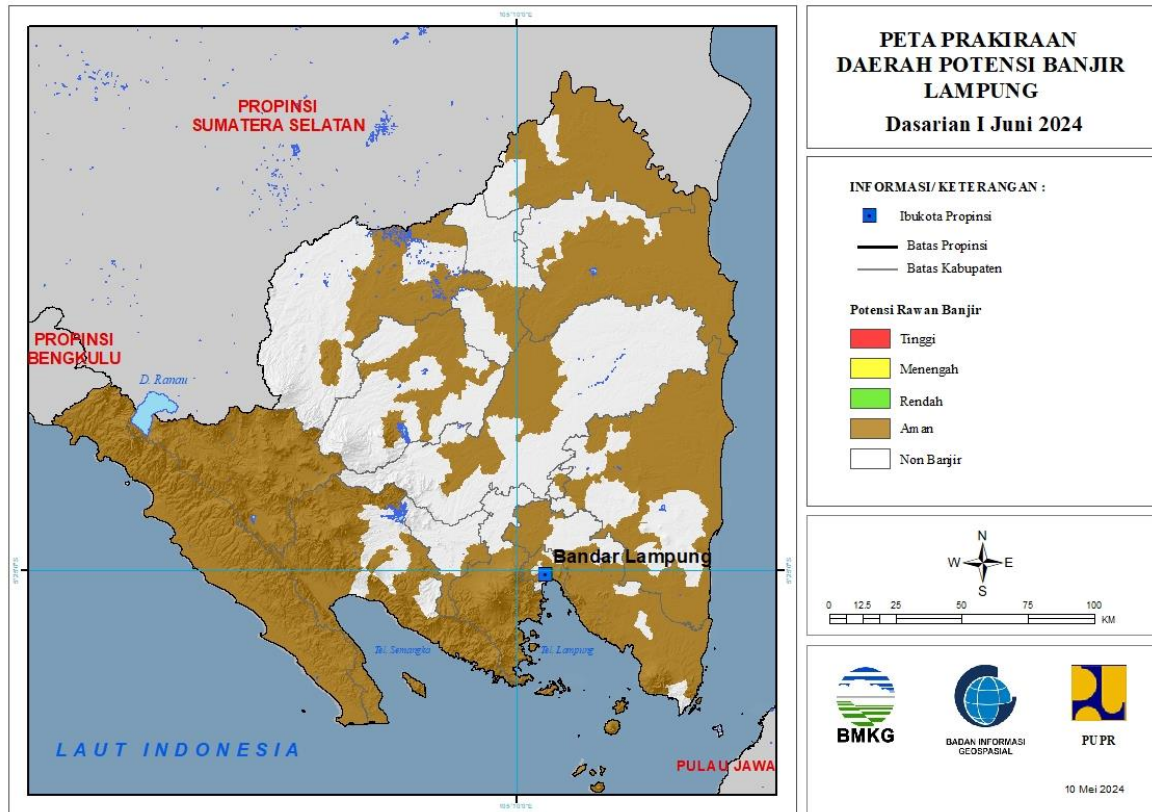 PETA PRAKIRAAN
DAERAH POTENSI BANJIR
LAMPUNG
Dasarian I Juni 2024
INFORMASI/ KETERANGAN :
Ibukota Propinsi
Batas Propinsi
Batas Kabupaten
Potensi Rawan Banjir
Tinggi
Menengah
Rendah
Aman
Non Banjir
N
W E
S
0 12.5 25 50 75 100
KM
BMKG
BADAN INFORMASI
GEOSPASIAL
PUPR
10 Mei 2024
PROPINSI
SUMATERA SELATAN
PROPINSI
BENGKULU
D. Ranau
Bandar Lampung
Tel. Semangka
Tel. Lampung
LAUT INDONESIA
PULAU JAWA